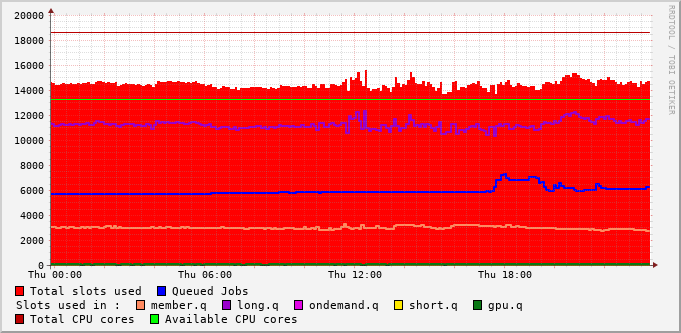 20000
18000
16000
14000
12000
10000
8000
6000
4000
2000
0
Thu 00:00 Thu 06:00 Thu 12:00 Thu 18:00
RRDTOOL / TOBI OETIKER
Total slots used Queued Jobs
Slots used in : member.q long.q ondemand.q short.q gpu.q
Total CPU cores Available CPU cores